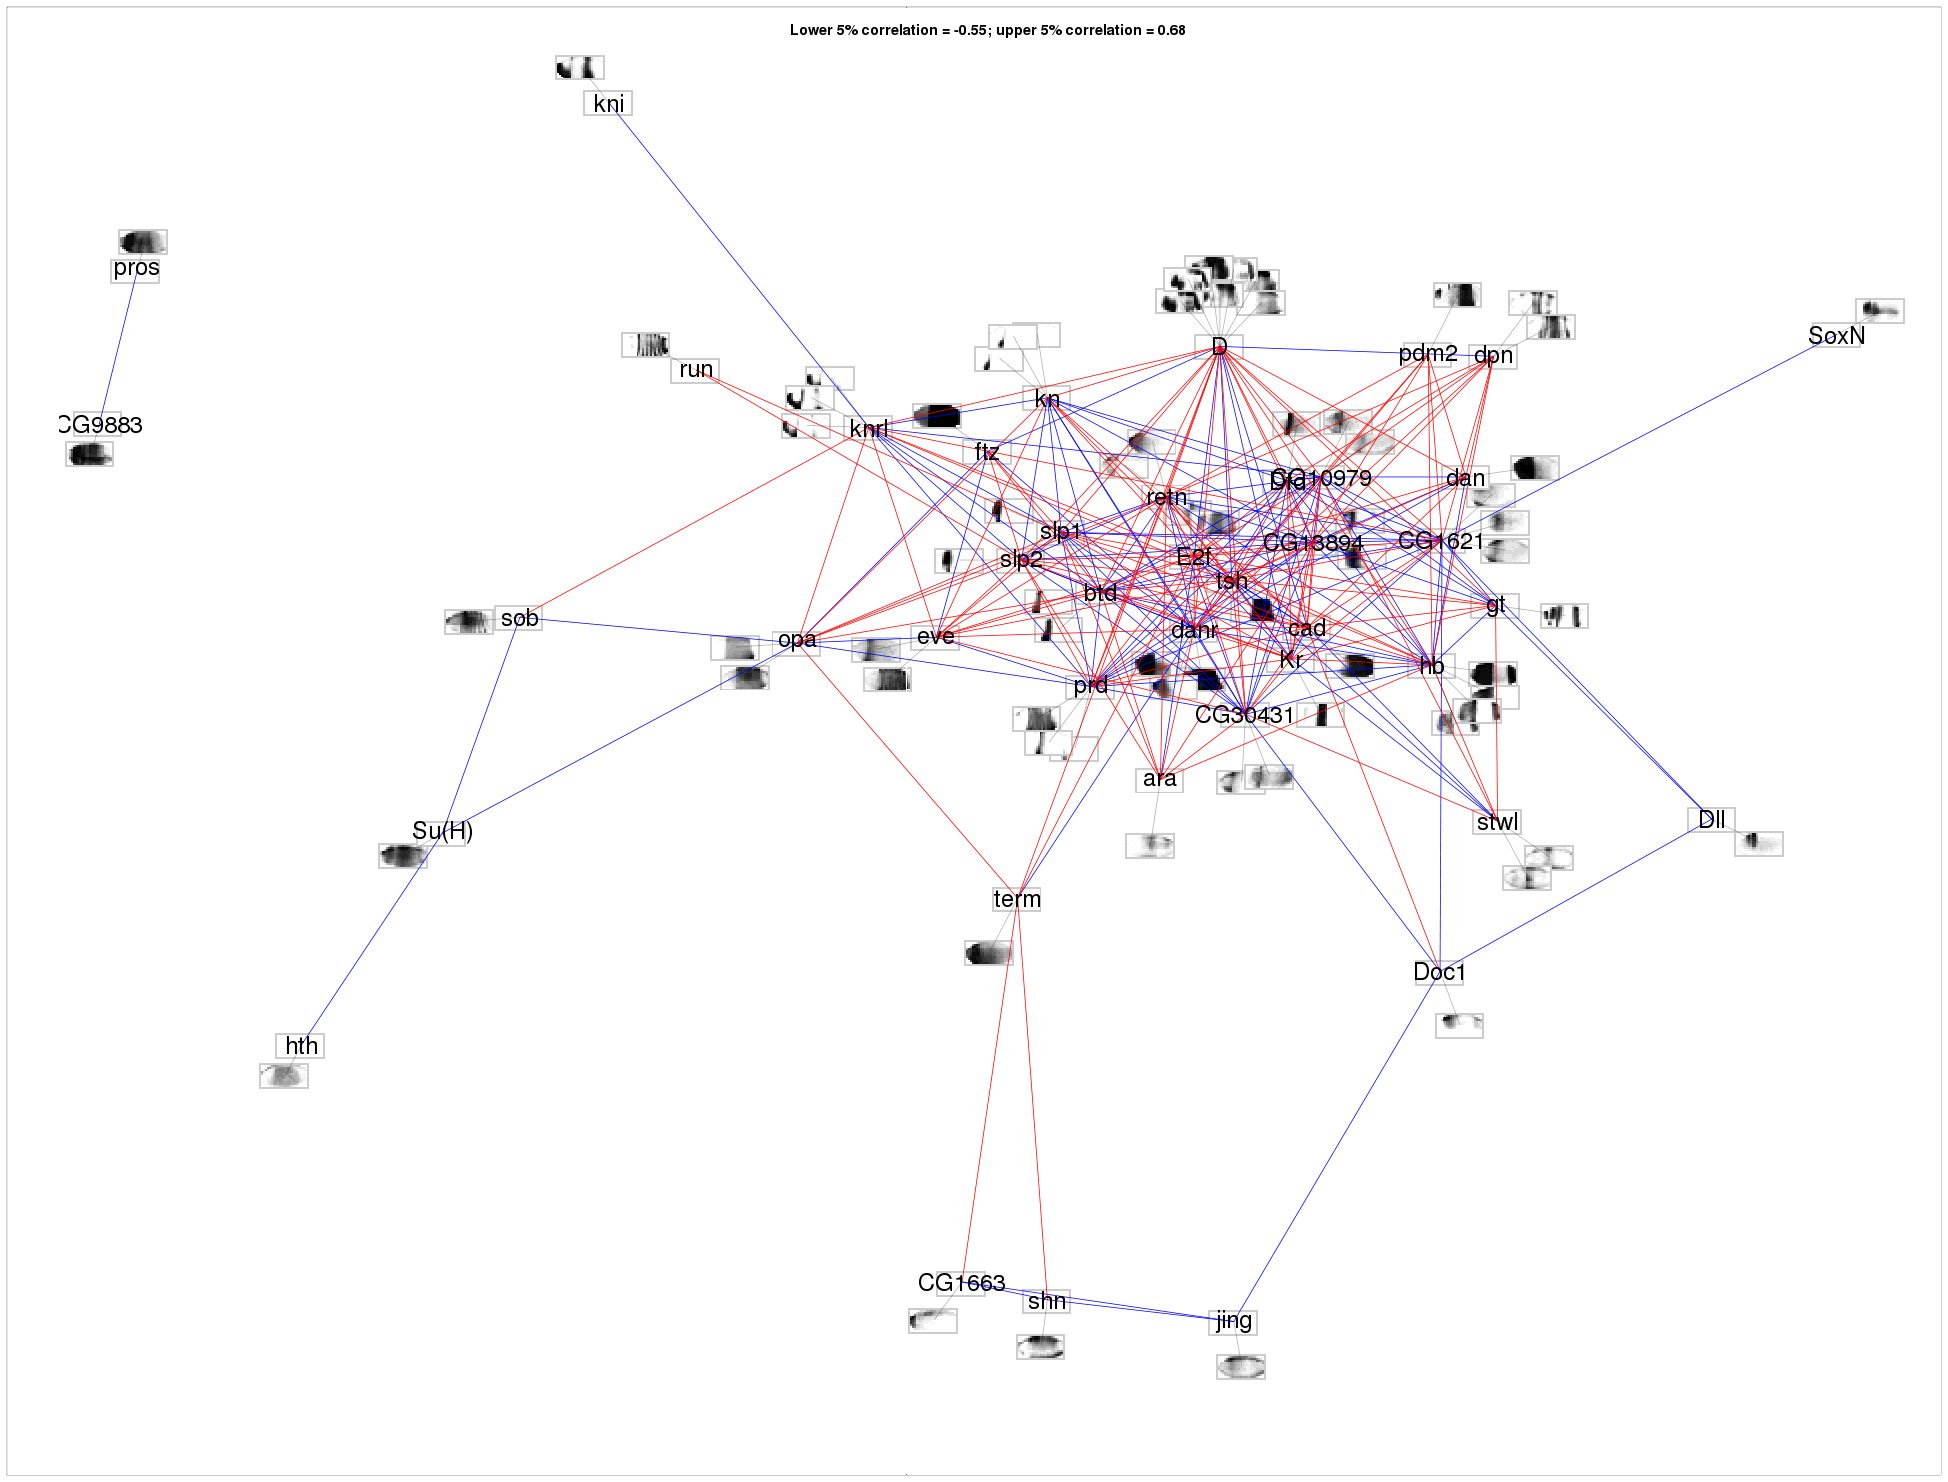 Lower 5% correlation = -0.55; upper 5% correlation = 0.68
kni
pros
SoxN
D
pdm2
dpn
run
kn
CG9883
knrl
ftz
CG10979
dan
retn
slp1
CG13894
CG1621
slp2
E2f
tsh
btd
gt
sob
opa
eve
danr
cad
Kr
hb
prd
CG30431
ara
Su(H)
stwl
Dll
term
Doc1
hth
CG1663
shn
jing